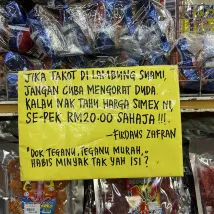 JIKA TAKOT DI LAMBUNG SUAMI,
JANGAN CUBA MENGORAT DUDA.
KALAU NAK TAHU HARGA SIMEX NI,
SE-PEK RM20.00 SAHAJA !!!
— FIRDAUS ZAFRAN
"DOK TEGANU, TEGANU MURAH,"
HABIS MINYAK TAK YAH ISI ?